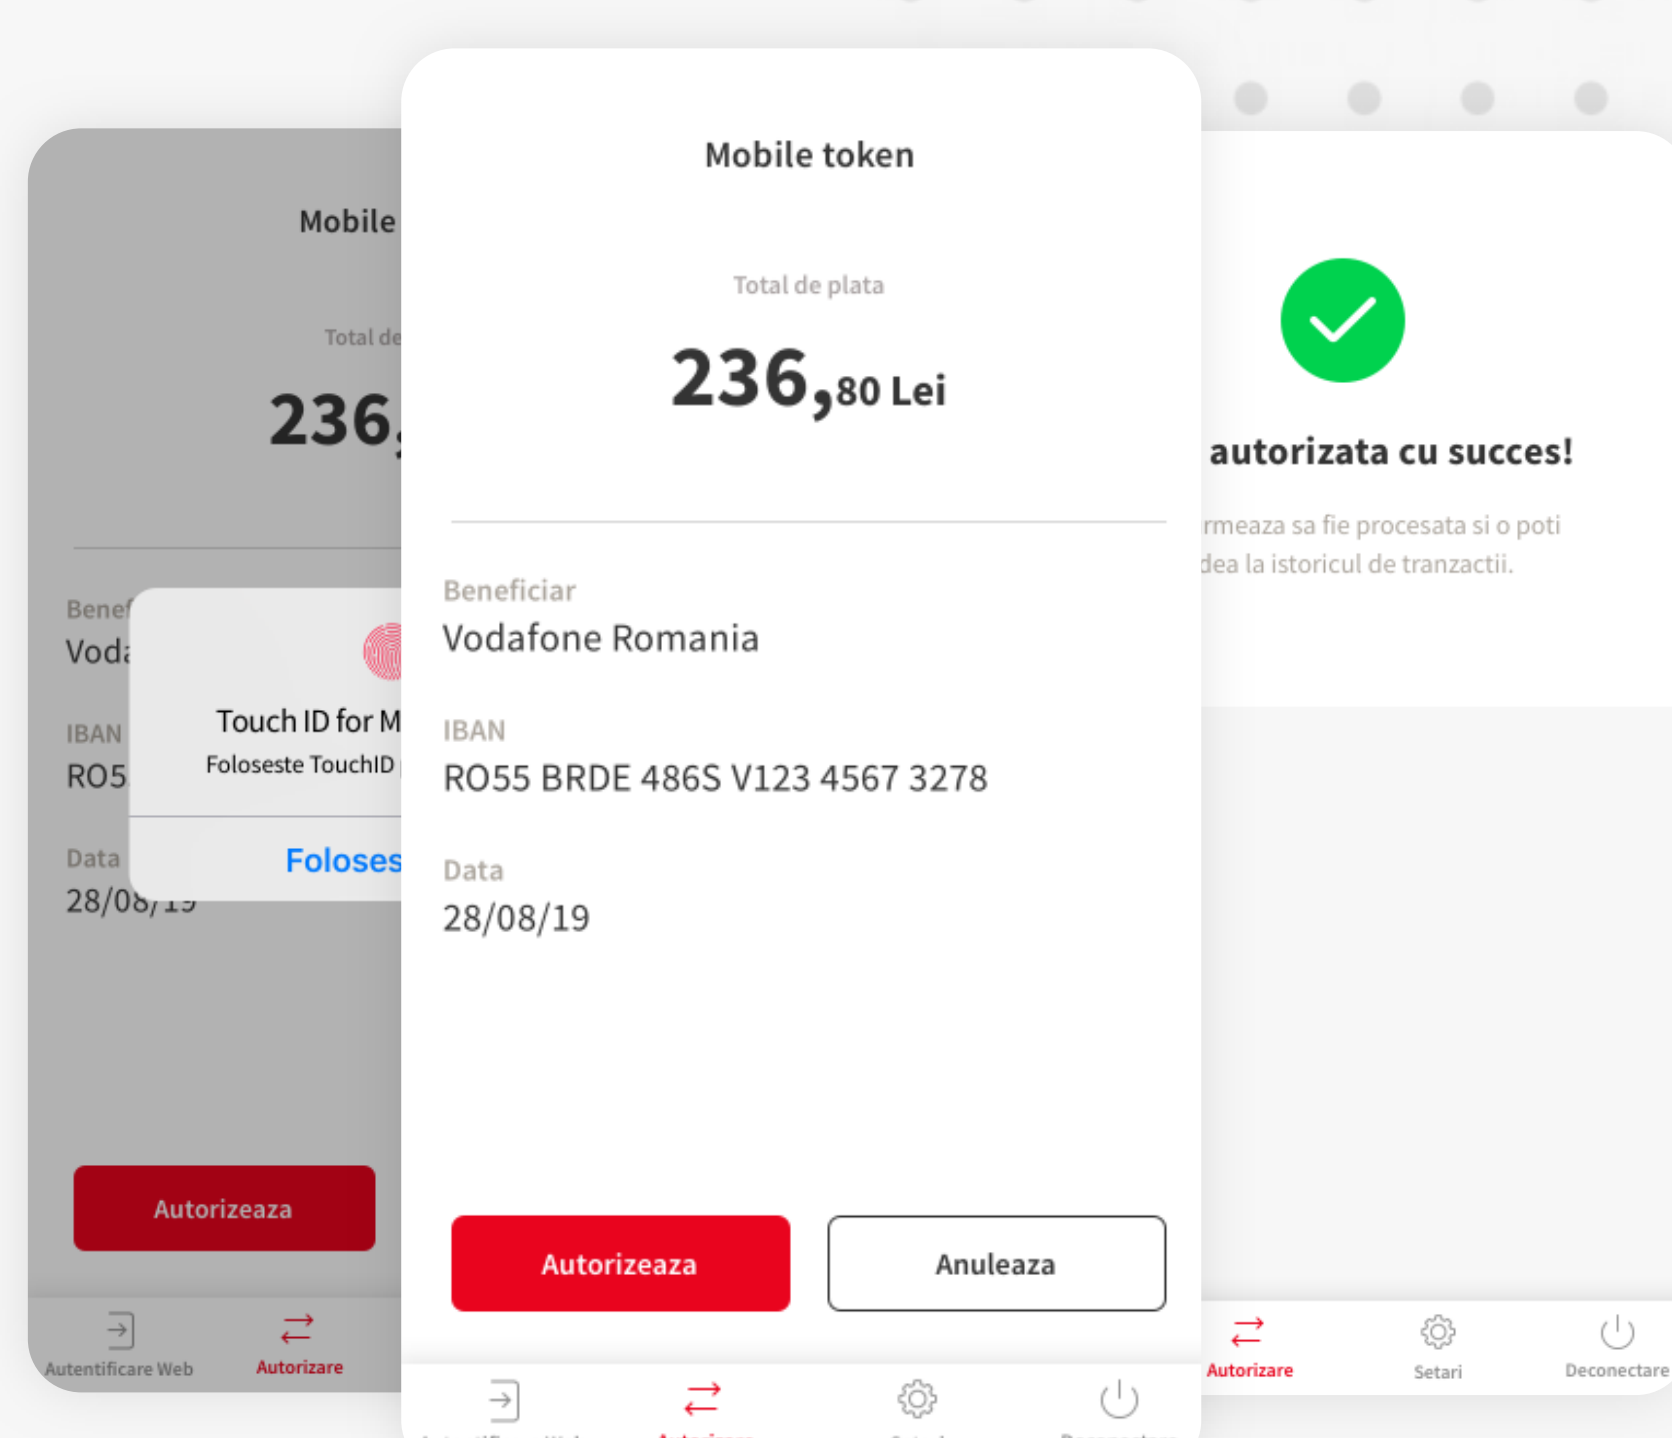 Mobile
Total de
236,
Voda
IBAN
RO5
Data
28/08/19
Touch ID for M
Foloseste TouchID
Foloses
Autorizeaza
Autentificare Web
Autorizare
Mobile token
Total de plata
236,80 Lei
Beneficiar
Vodafone Romania
IBAN
RO55 BRDE 486S V123 4567 3278
Data
28/08/19
Autorizeaza
Anuleaza
autorizata cu succes!
rmeaza sa fie procesata si o poti
dea la istoricul de tranzactii.
Autorizare
Setari
Deconectare